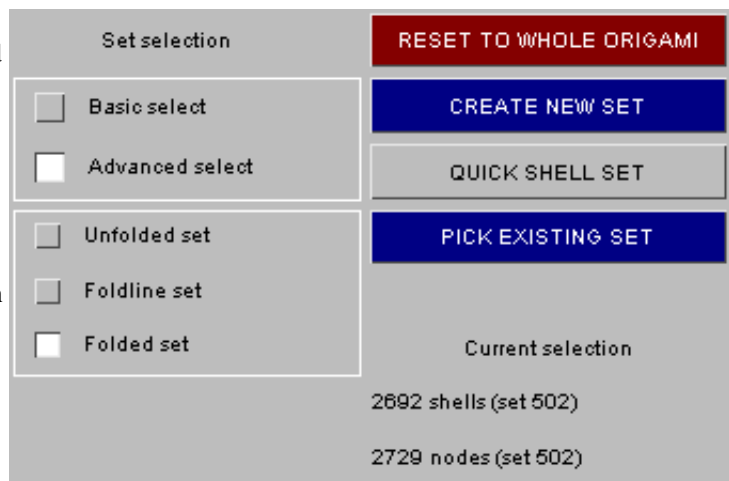 Set selection
RESET TO WHOLE ORIGAMI
Basic select
CREATE NEW SET
Advanced select
QUICK SHELL SET
Unfolded set
PICK EXISTING SET
Foldline set
Folded set
Current selection
2692 shells (set 502)
2729 nodes (set 502)